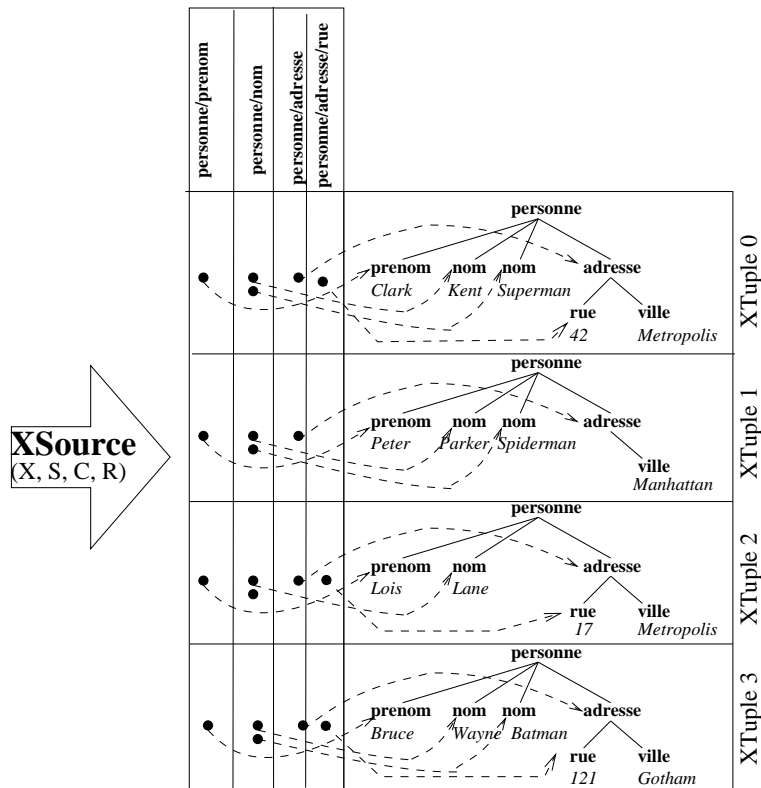 personne/prenom
personne/nom
personne/adresse
personne/adresse/rue
XSource
(X, S, C, R)
personne
prenom nom nom adresse
Clark Kent Superman
rue ville
42 Metropolis
XTuple 0
personne
prenom nom nom adresse
Peter Parker Spiderman
ville
Manhattan
XTuple 1
personne
prenom nom adresse
Lois Lane
rue ville
17 Metropolis
XTuple 2
personne
prenom nom nom adresse
Bruce Wayne Batman
rue ville
121 Gotham
XTuple 3